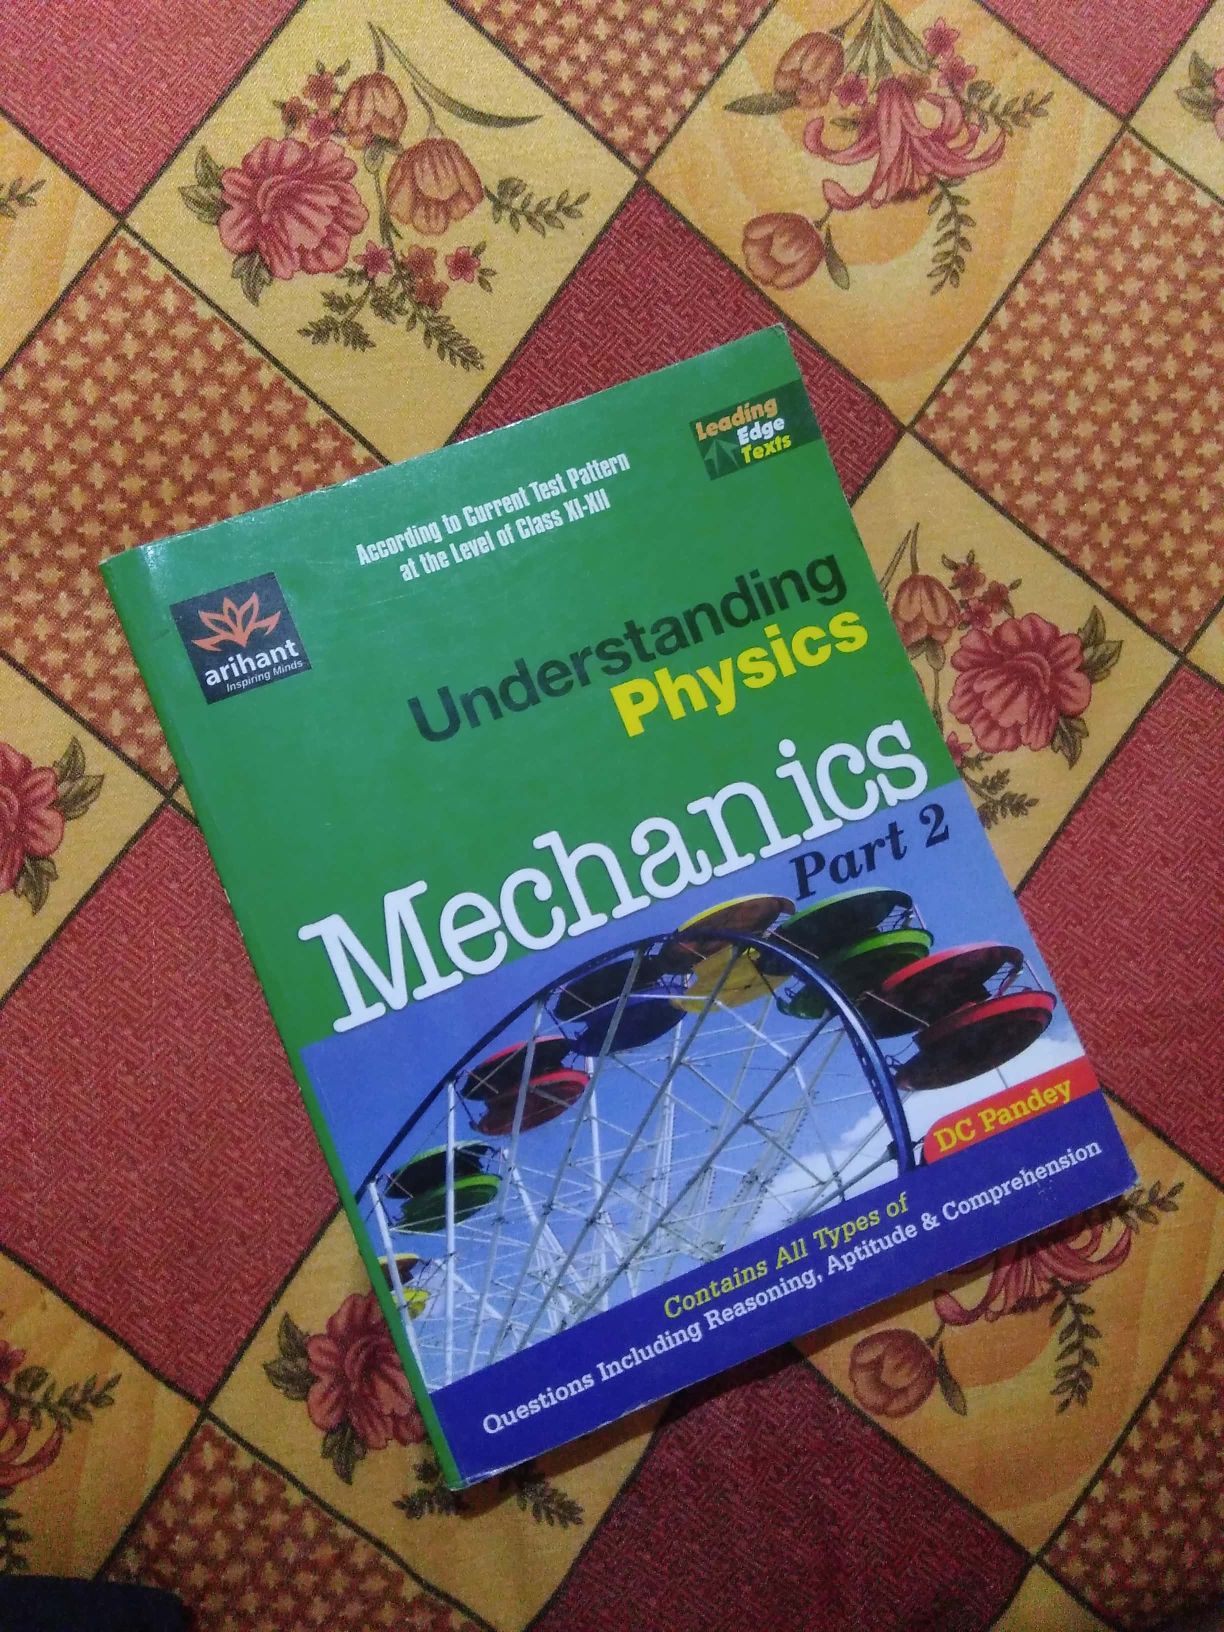 Leading
Edge
Texts
According to Current Test Pattern
at the Level of Class XI-XII
arihant
Inspiring Minds
Understanding
Physics
Mechanics
Part 2
DC Pandey
Contains All Types of
Questions Including Reasoning, Aptitude & Comprehension